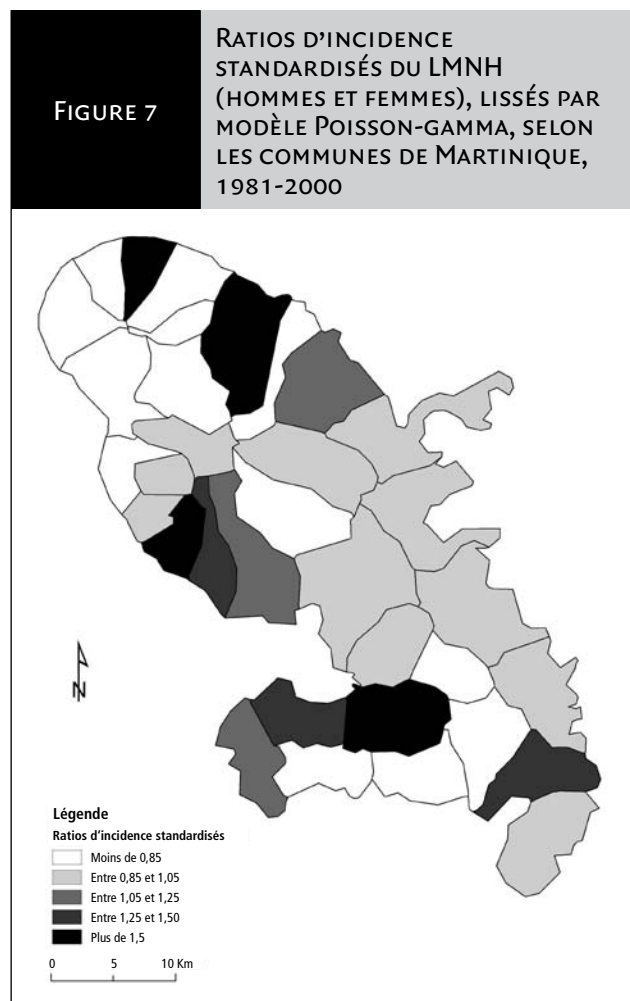 FIGURE 7
RATIOS D'INCIDENCE
STANDARDISÉS DU LMNH
(HOMMES ET FEMMES), LISSÉS PAR
MODÈLE POISSON-GAMMA, SELON
LES COMMUNES DE MARTINIQUE,
1981-2000
N
Légende
Ratios d'incidence standardisés
Moins de 0,85
Entre 0,85 et 1,05
Entre 1,05 et 1,25
Entre 1,25 et 1,50
Plus de 1,5
0 5 10 Km